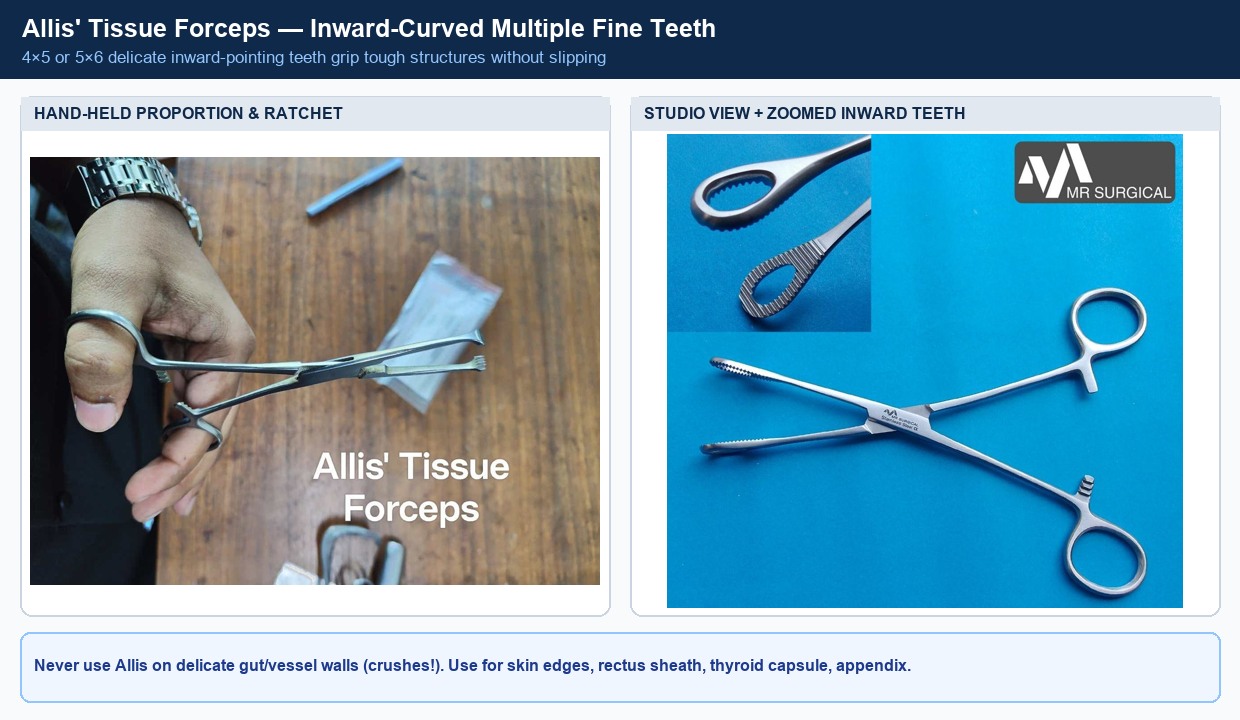 Allis' Tissue Forceps — Inward-Curved Multiple Fine Teeth
4×5 or 5×6 delicate inward-pointing teeth grip tough structures without slipping
HAND-HELD PROPORTION & RATCHET
Allis' Tissue
Forceps
STUDIO VIEW + ZOOMED INWARD TEETH
MR SURGICAL
MR SURGICAL
Never use Allis on delicate gut/vessel walls (crushes!). Use for skin edges, rectus sheath, thyroid capsule, appendix.